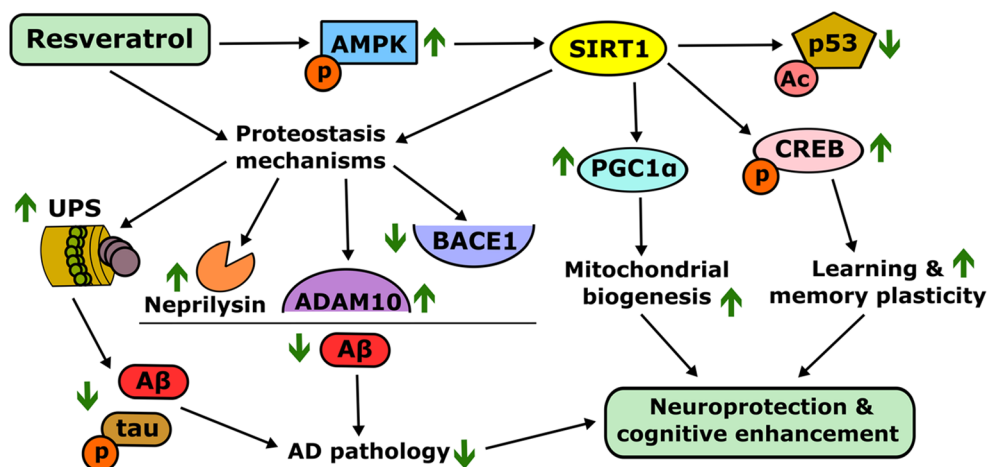 Resveratrol
AMPK
p
SIRT1
p53
Ac
Proteostasis
mechanisms
PGC1α
CREB
p
UPS
Neprilysin
ADAM10
BACE1
Mitochondrial
biogenesis
Learning &
memory plasticity
Aβ
Aβ
tau
p
AD pathology
Neuroprotection &
cognitive enhancement